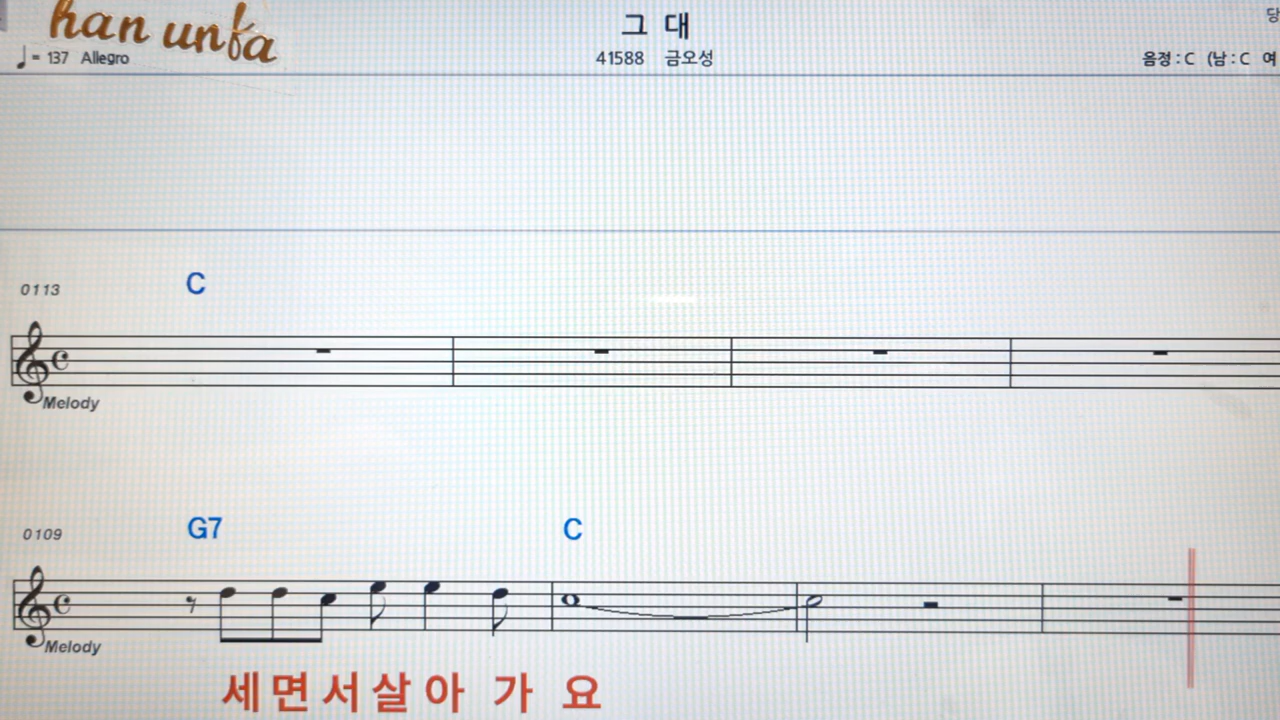 han unfa
그 대
당
♩= 137 Allegro
41588 금오성
음정 : C (남 : C 여
0113
C
Melody
0109
G7
C
Melody
세 면 서 살 아 가 요